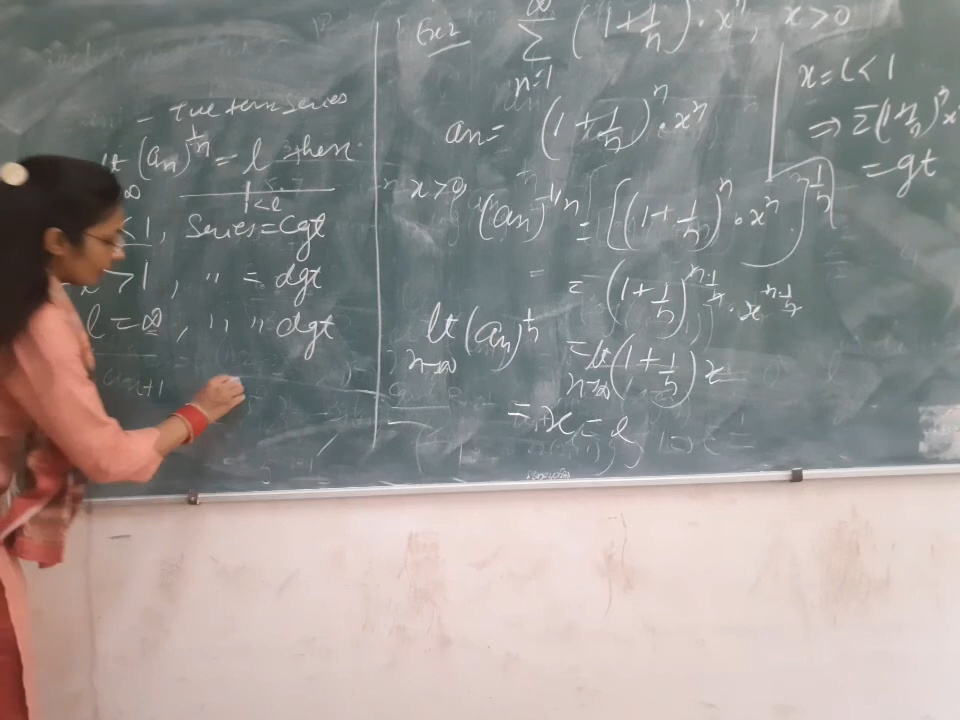 - +ve term series
lt (aₙ)^(1/n) = l then
∞
l < 1, Series = Cgt
> 1, " = dgt
l = ∞, " " dgt
aₙ₊₁
Ex 2 ∞ ∑ n=1 (1 + 1/n)ⁿ · xⁿ, x > 0
aₙ = (1 + 1/n)ⁿ · xⁿ
x > 0 (aₙ)^(1/n) = [(1 + 1/n)ⁿ · xⁿ]^(1/n)
= (1 + 1/n)^(n·1/n) · x^(n·1/n)
lt n→∞ (aₙ)^(1/n) = lt n→∞ (1 + 1/n) x
= x = l
x = l < 1
⇒ Σ(1 + 1/n)ⁿ xⁿ
= cgt